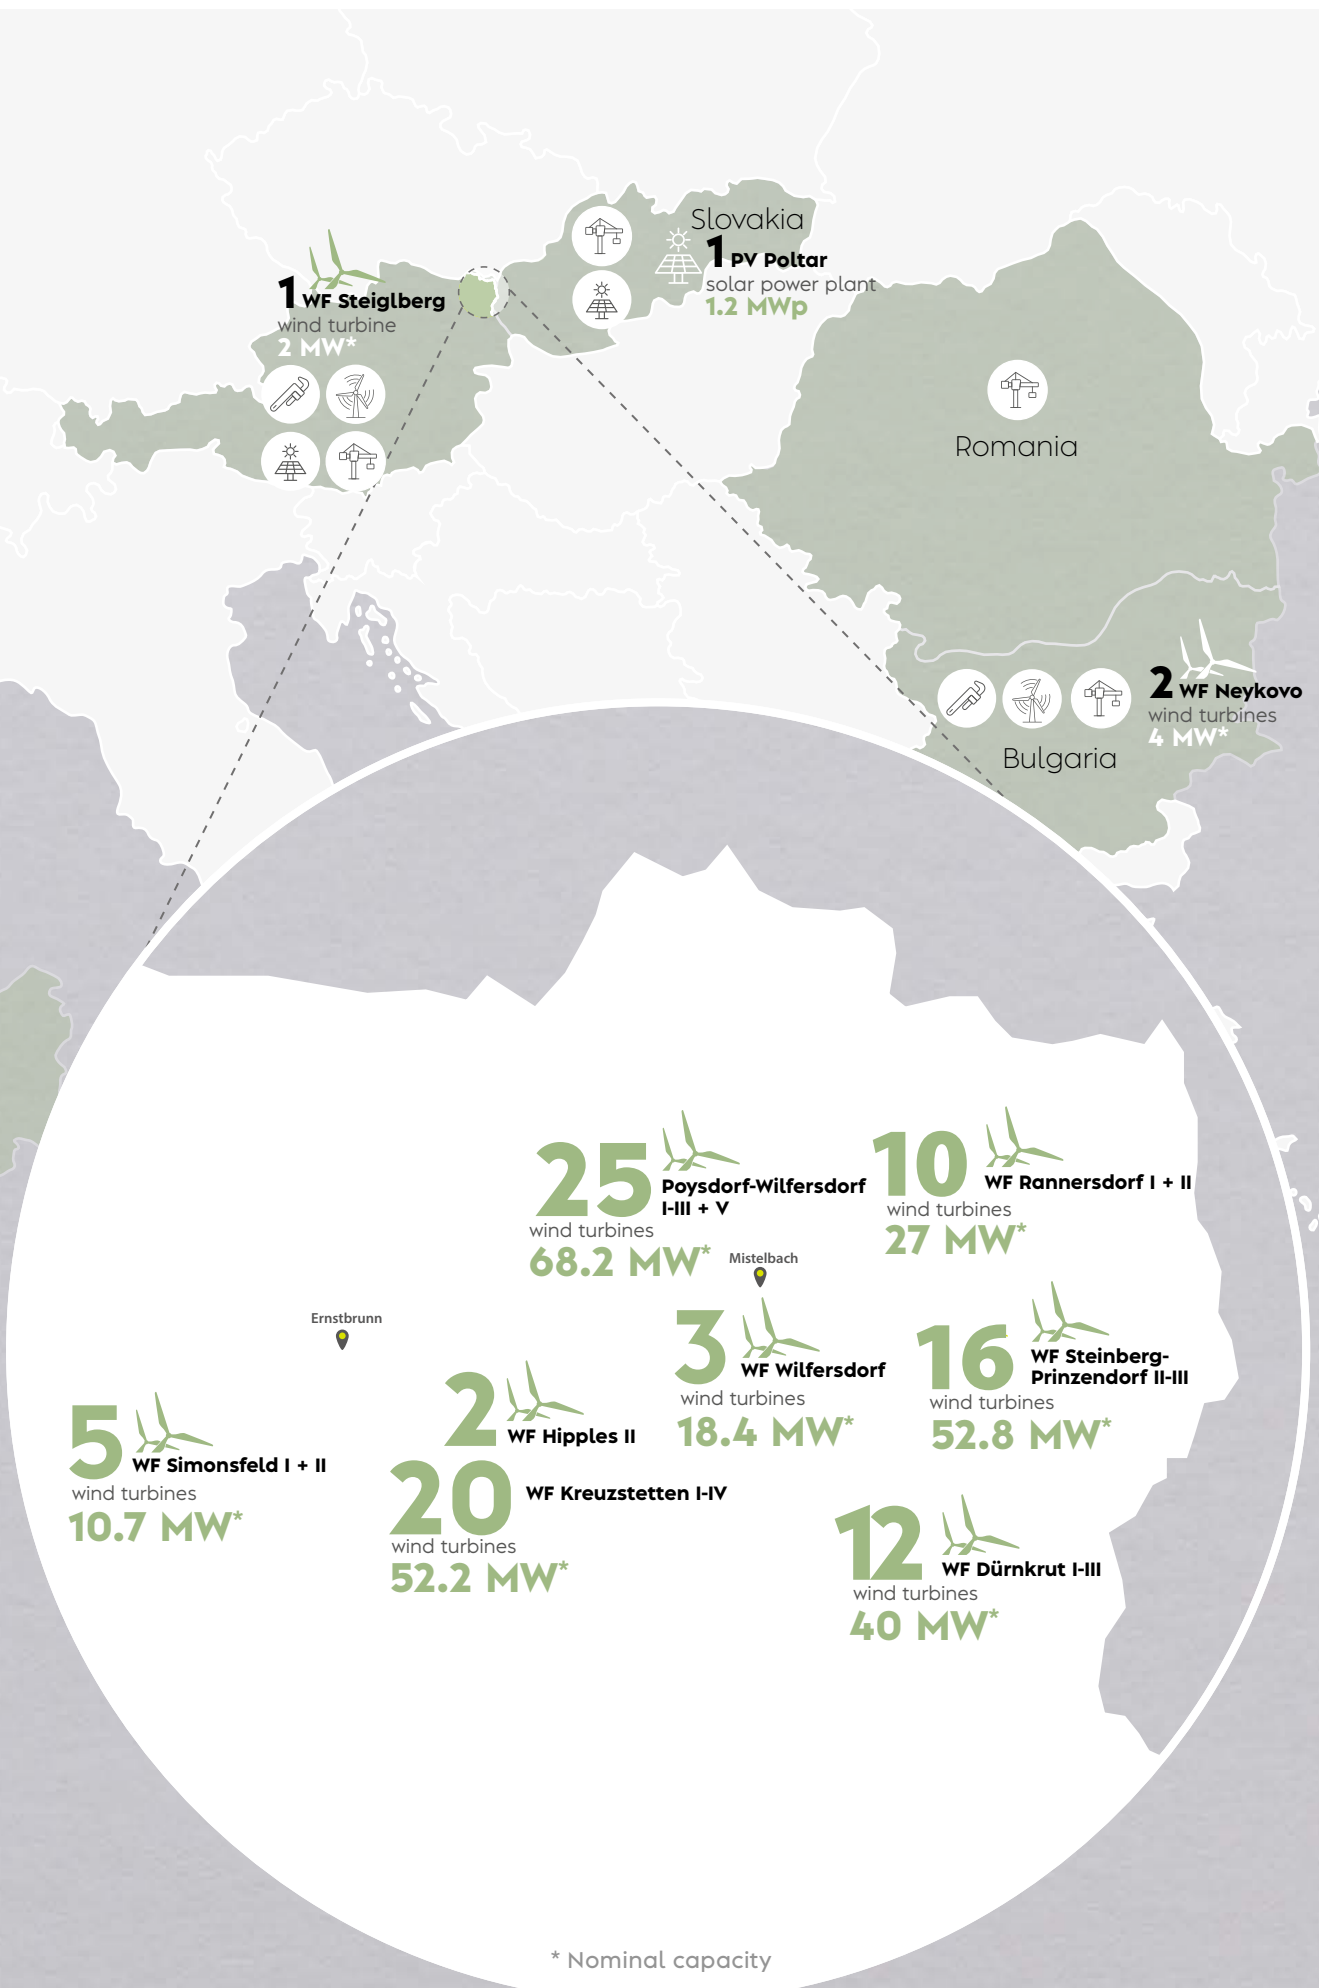 Slovakia
1 PV Poltar
solar power plant
1.2 MWp
1 WF Steiglberg
wind turbine
2 MW*
Romania
2 WF Neykovo
wind turbines
4 MW*
Bulgaria
25 Poysdorf-Wilfersdorf
I-III + V
wind turbines
68.2 MW*
10 WF Rannersdorf I + II
wind turbines
27 MW*
Mistelbach
Ernstbrunn
3 WF Wilfersdorf
wind turbines
18.4 MW*
16 WF Steinberg-
Prinzendorf II-III
wind turbines
52.8 MW*
2 WF Hipples II
5 WF Simonsfeld I + II
wind turbines
10.7 MW*
20 WF Kreuzstetten I-IV
wind turbines
52.2 MW*
12 WF Dürnkrut I-III
wind turbines
40 MW*
* Nominal capacity